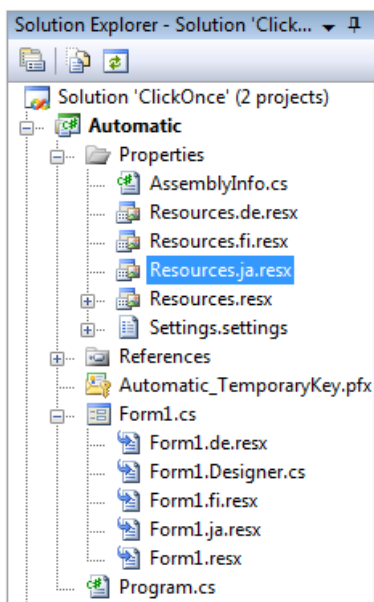 Solution Explorer - Solution 'Click...
Solution 'ClickOnce' (2 projects)
Automatic
Properties
AssemblyInfo.cs
Resources.de.resx
Resources.fi.resx
Resources.ja.resx
Resources.resx
Settings.settings
References
Automatic_TemporaryKey.pfx
Form1.cs
Form1.de.resx
Form1.Designer.cs
Form1.fi.resx
Form1.ja.resx
Form1.resx
Program.cs